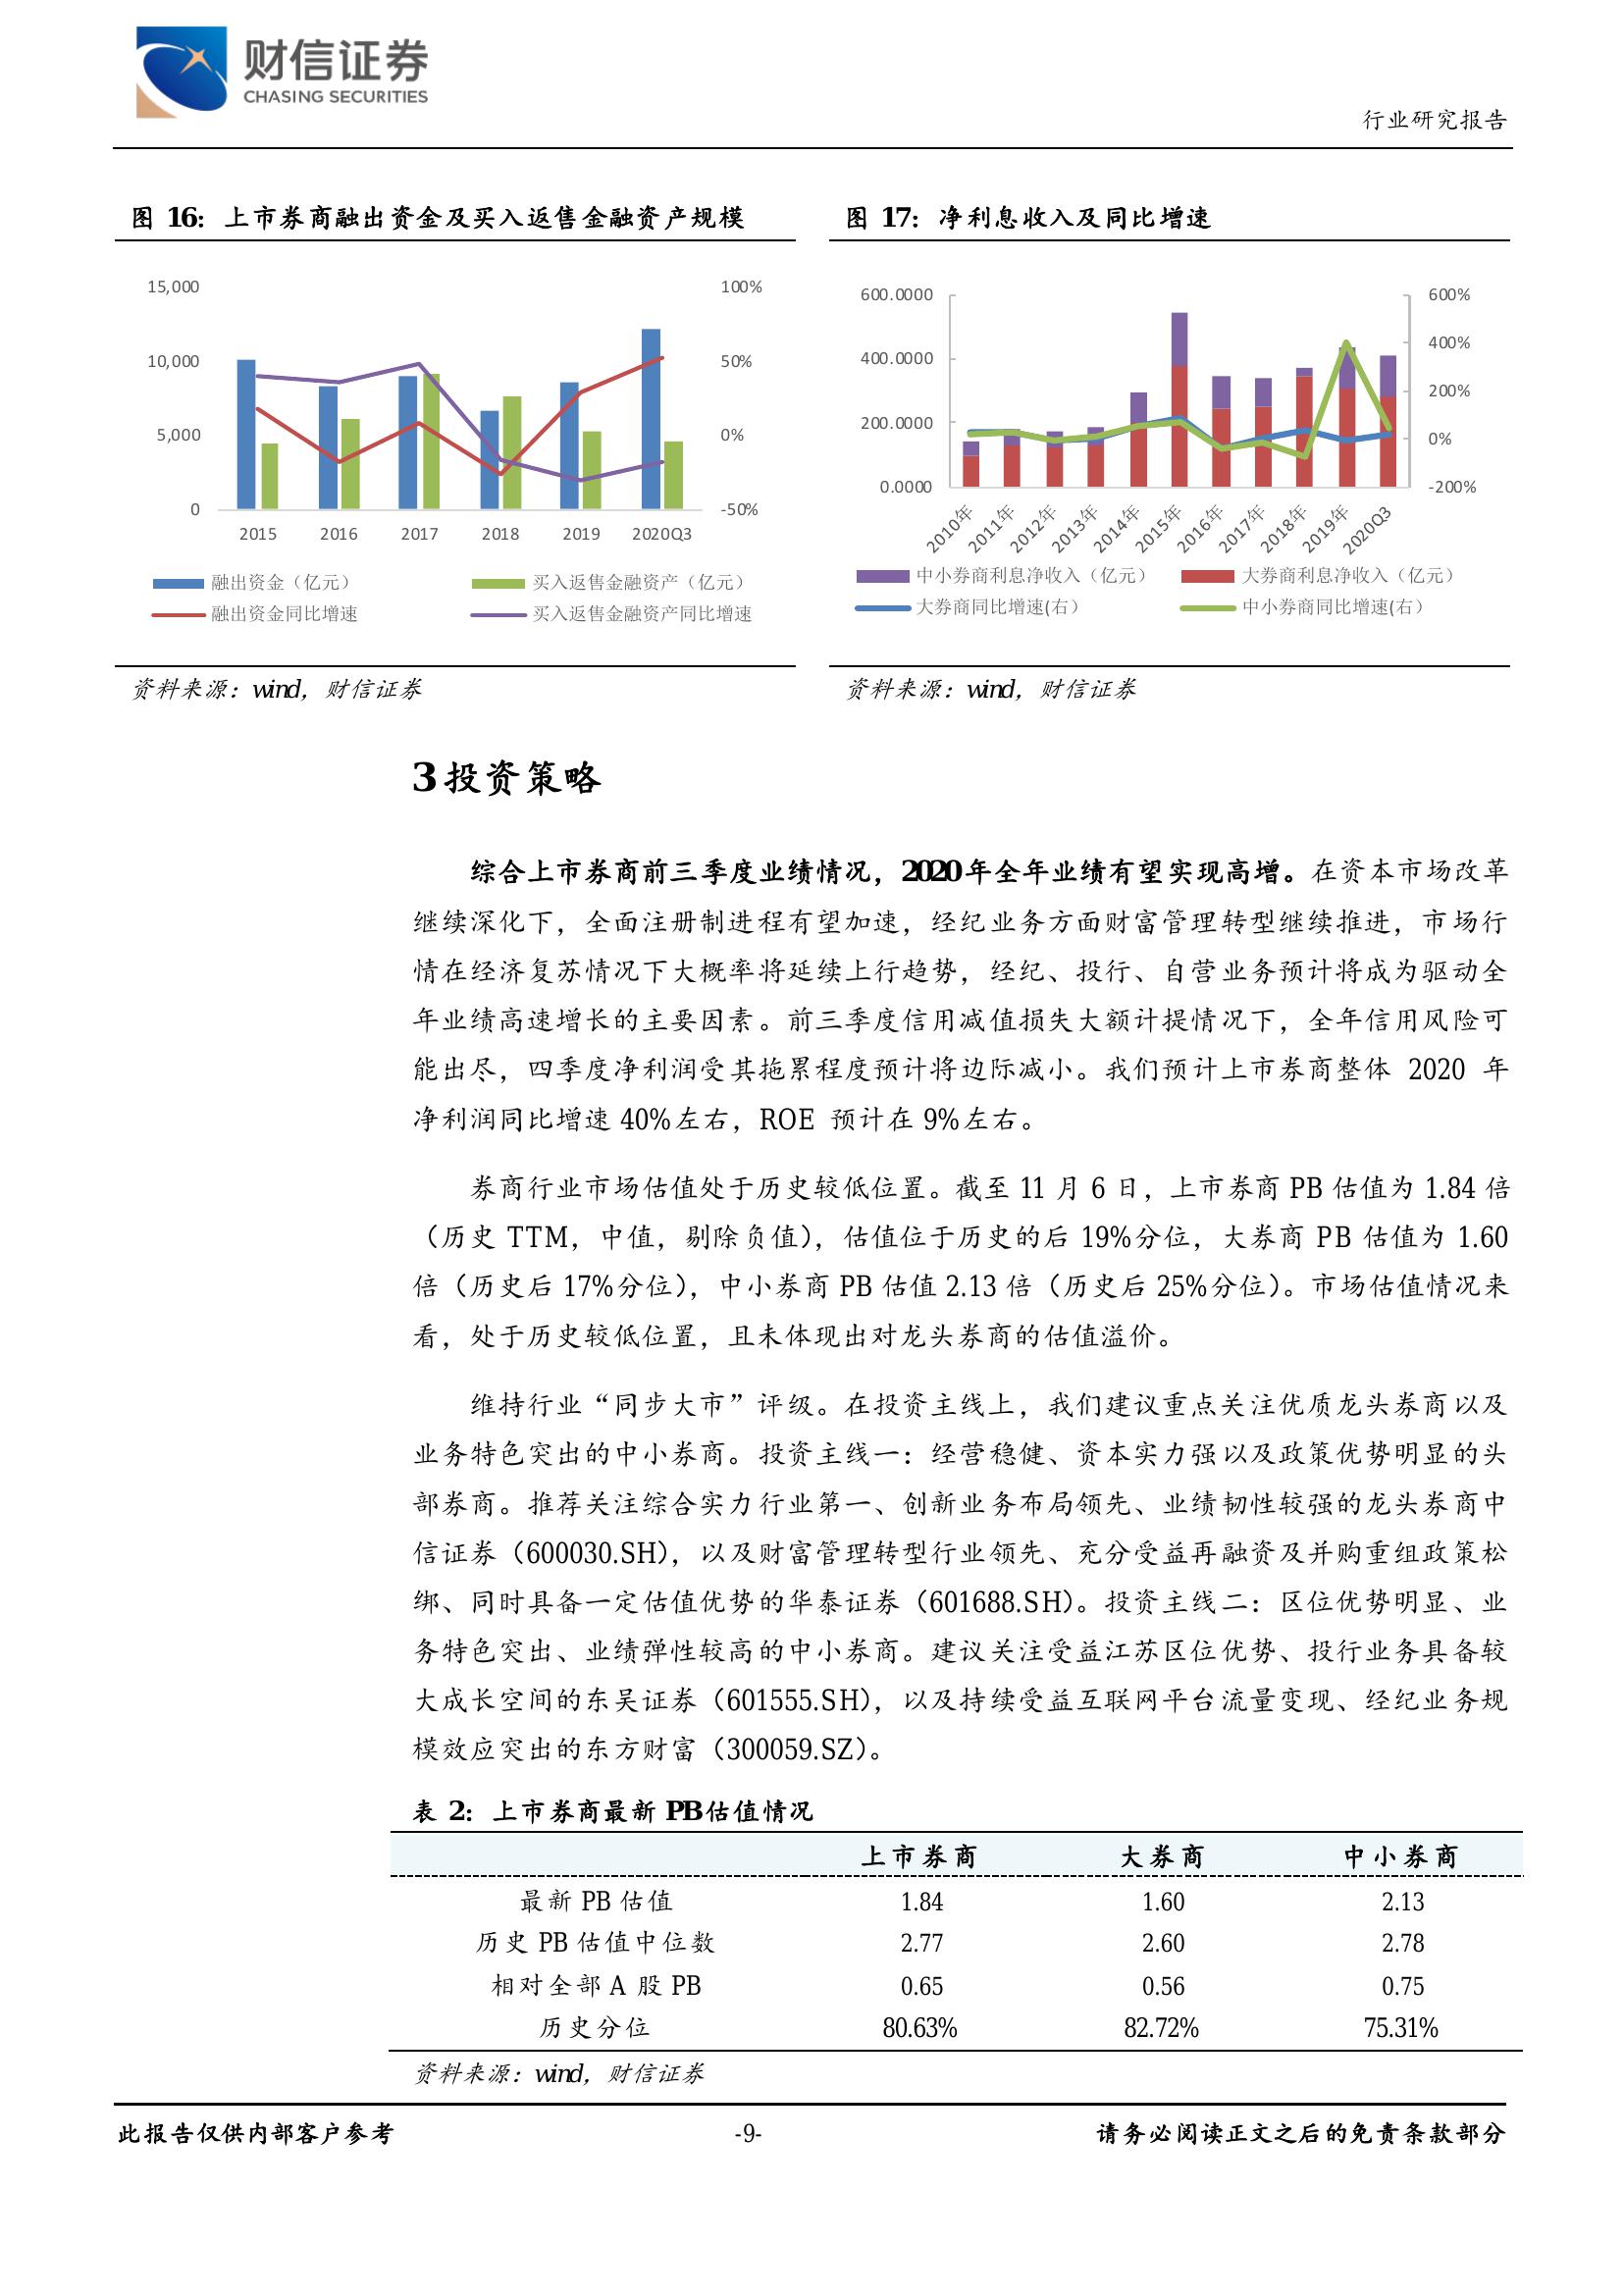 财信证券
CHASING SECURITIES
行业研究报告
图 16：上市券商融出资金及买入返售金融资产规模
15,000
10,000
5,000
0
100%
50%
0%
-50%
2015 2016 2017 2018 2019 2020Q3
融出资金（亿元） 买入返售金融资产（亿元）
融出资金同比增速 买入返售金融资产同比增速
资料来源：wind，财信证券
图 17：净利息收入及同比增速
600.0000
400.0000
200.0000
0.0000
600%
400%
200%
0%
-200%
2010年 2011年 2012年 2013年 2014年 2015年 2016年 2017年 2018年 2019年 2020Q3
中小券商利息净收入（亿元） 大券商利息净收入（亿元）
大券商同比增速(右） 中小券商同比增速(右）
资料来源：wind，财信证券
3 投资策略
综合上市券商前三季度业绩情况，2020 年全年业绩有望实现高增。在资本市场改革
继续深化下，全面注册制进程有望加速，经纪业务方面财富管理转型继续推进，市场行
情在经济复苏情况下大概率将延续上行趋势，经纪、投行、自营业务预计将成为驱动全
年业绩高速增长的主要因素。前三季度信用减值损失大额计提情况下，全年信用风险可
能出尽，四季度净利润受其拖累程度预计将边际减小。我们预计上市券商整体 2020 年
净利润同比增速 40%左右，ROE 预计在 9%左右。
券商行业市场估值处于历史较低位置。截至 11 月 6 日，上市券商 PB 估值为 1.84 倍
（历史 TTM，中值，剔除负值），估值位于历史的后 19%分位，大券商 PB 估值为 1.60
倍（历史后 17%分位），中小券商 PB 估值 2.13 倍（历史后 25%分位）。市场估值情况来
看，处于历史较低位置，且未体现出对龙头券商的估值溢价。
维持行业“同步大市”评级。在投资主线上，我们建议重点关注优质龙头券商以及
业务特色突出的中小券商。投资主线一：经营稳健、资本实力强以及政策优势明显的头
部券商。推荐关注综合实力行业第一、创新业务布局领先、业绩韧性较强的龙头券商中
信证券（600030.SH），以及财富管理转型行业领先、充分受益再融资及并购重组政策松
绑、同时具备一定估值优势的华泰证券（601688.SH）。投资主线二：区位优势明显、业
务特色突出、业绩弹性较高的中小券商。建议关注受益江苏区位优势、投行业务具备较
大成长空间的东吴证券（601555.SH），以及持续受益互联网平台流量变现、经纪业务规
模效应突出的东方财富（300059.SZ）。
表 2：上市券商最新 PB 估值情况
上市券商 大券商 中小券商
最新 PB 估值 1.84 1.60 2.13
历史 PB 估值中位数 2.77 2.60 2.78
相对全部 A 股 PB 0.65 0.56 0.75
历史分位 80.63% 82.72% 75.31%
资料来源：wind，财信证券
此报告仅供内部客户参考 -9- 请务必阅读正文之后的免责条款部分